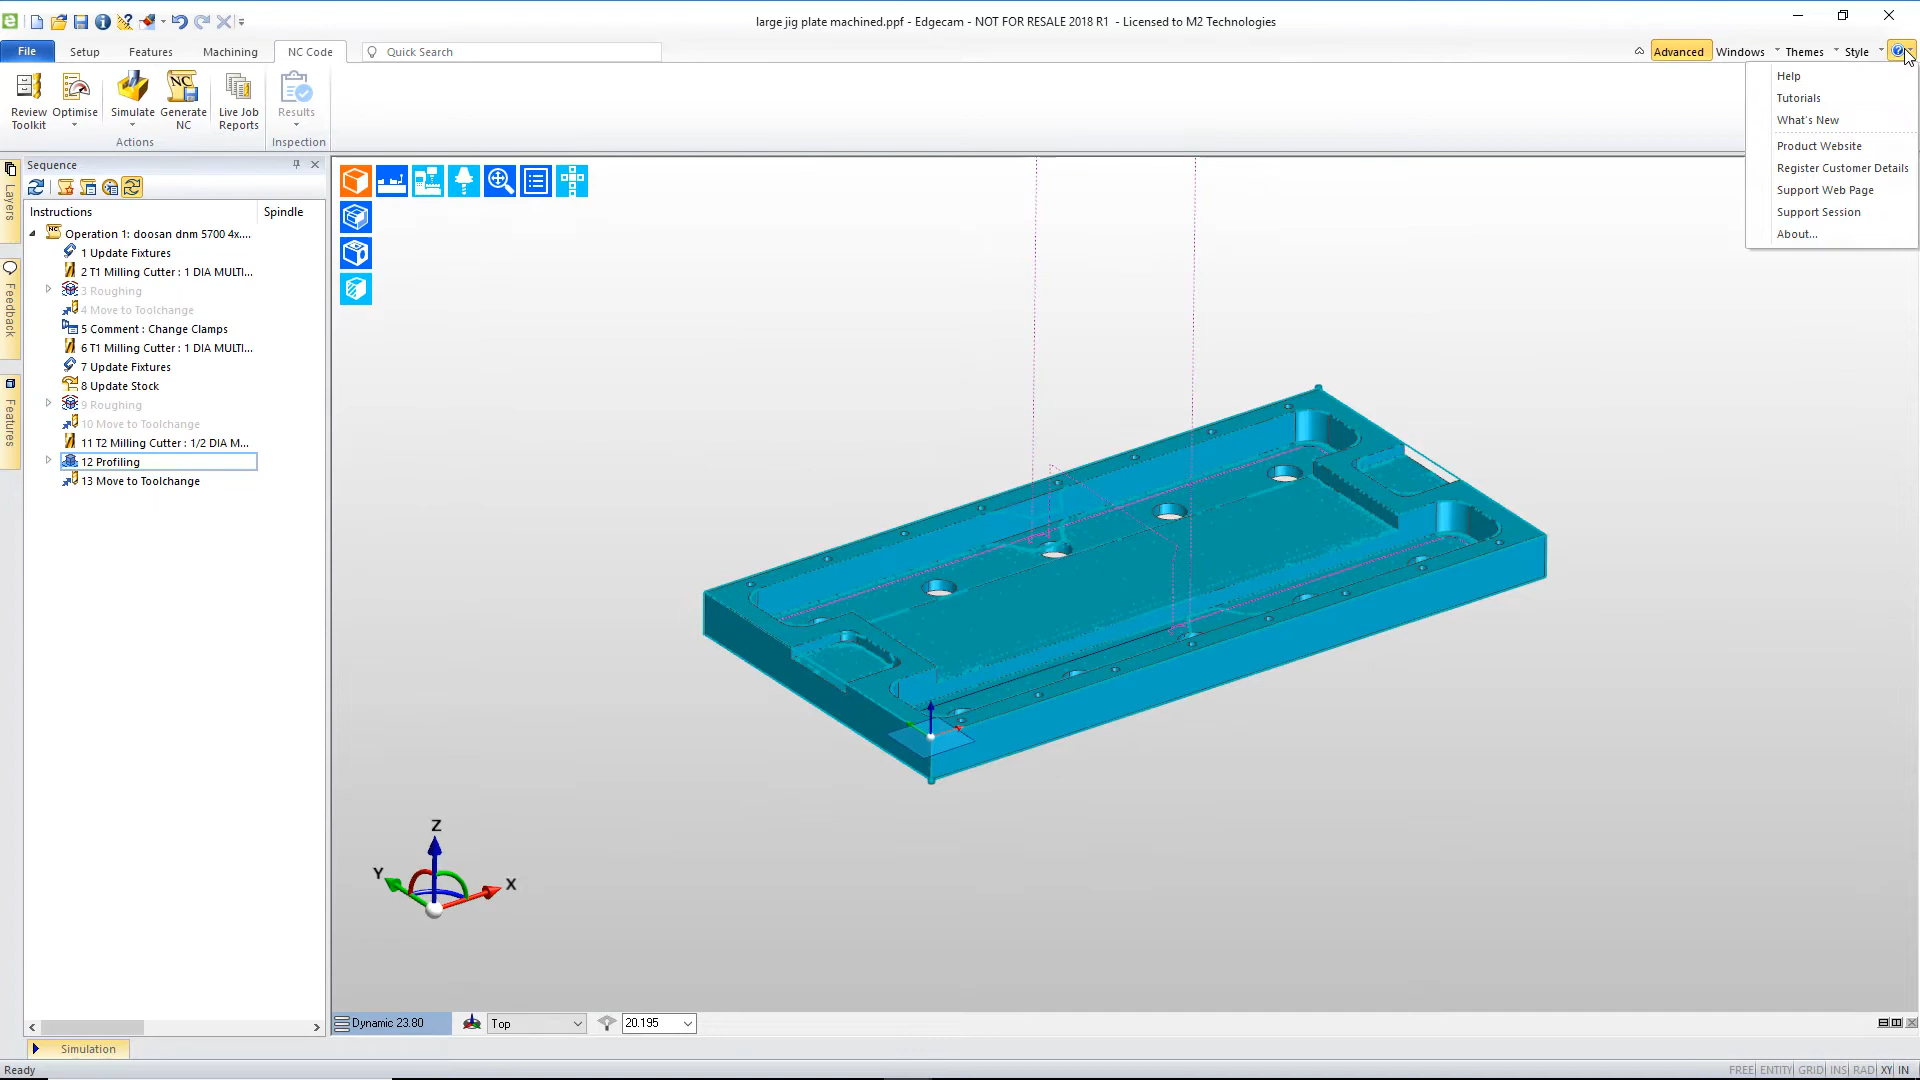 large jig plate machined.ppf - Edgecam - NOT FOR RESALE 2018 R1 - Licensed to M2 Technologies
File
Setup
Features
Machining
NC Code
Quick Search
Advanced
Windows
Themes
Style
Review Toolkit
Optimise
Simulate
NC
Generate NC
Live Job Reports
Results
Actions
Inspection
Help
Tutorials
What's New
Product Website
Register Customer Details
Support Web Page
Support Session
About...
Layers
Feedback
Features
Sequence
Instructions
Spindle
Operation 1: doosan dnm 5700 4x....
1 Update Fixtures
2 T1 Milling Cutter : 1 DIA MULTI...
3 Roughing
4 Move to Toolchange
5 Comment : Change Clamps
6 T1 Milling Cutter : 1 DIA MULTI...
7 Update Fixtures
8 Update Stock
9 Roughing
10 Move to Toolchange
11 T2 Milling Cutter : 1/2 DIA M...
12 Profiling
13 Move to Toolchange
Z
Y
X
Dynamic 23.80
Top
20.195
Simulation
Ready
FREE ENTITY GRID INS RAD XY IN